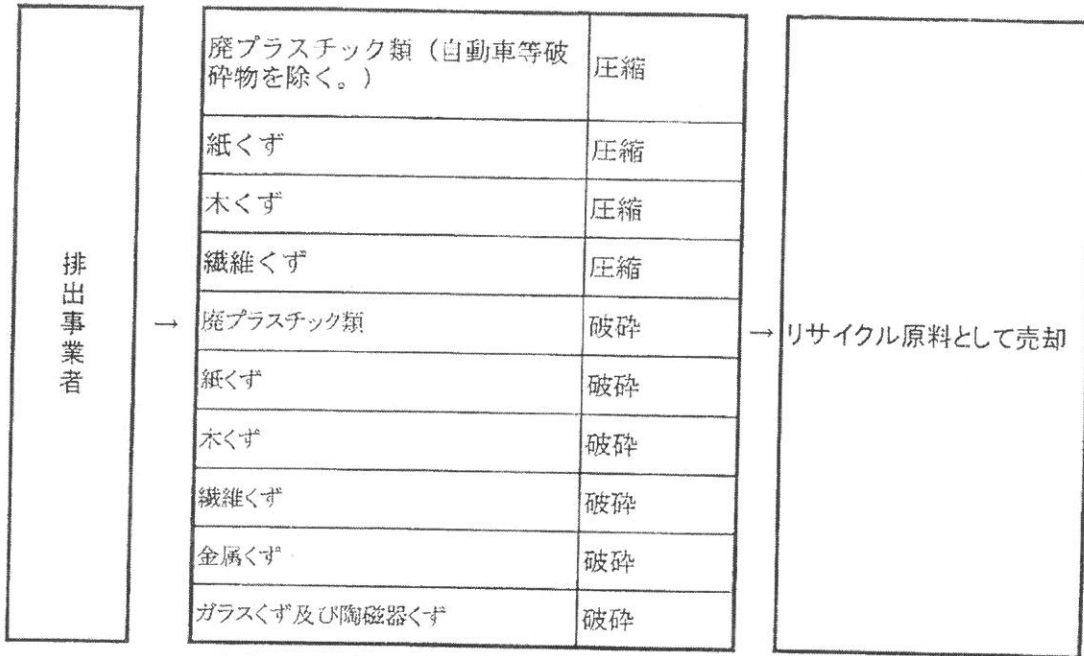 排出事業者
→
廃プラスチック類(自動車等破
砕物を除く。)
圧縮
紙くず
圧縮
木くず
圧縮
繊維くず
圧縮
廃プラスチック類
破砕
紙くず
破砕
木くず
破砕
繊維くず
破砕
金属くず
破砕
ガラスくず及び陶磁器くず
破砕
→
リサイクル原料として売却